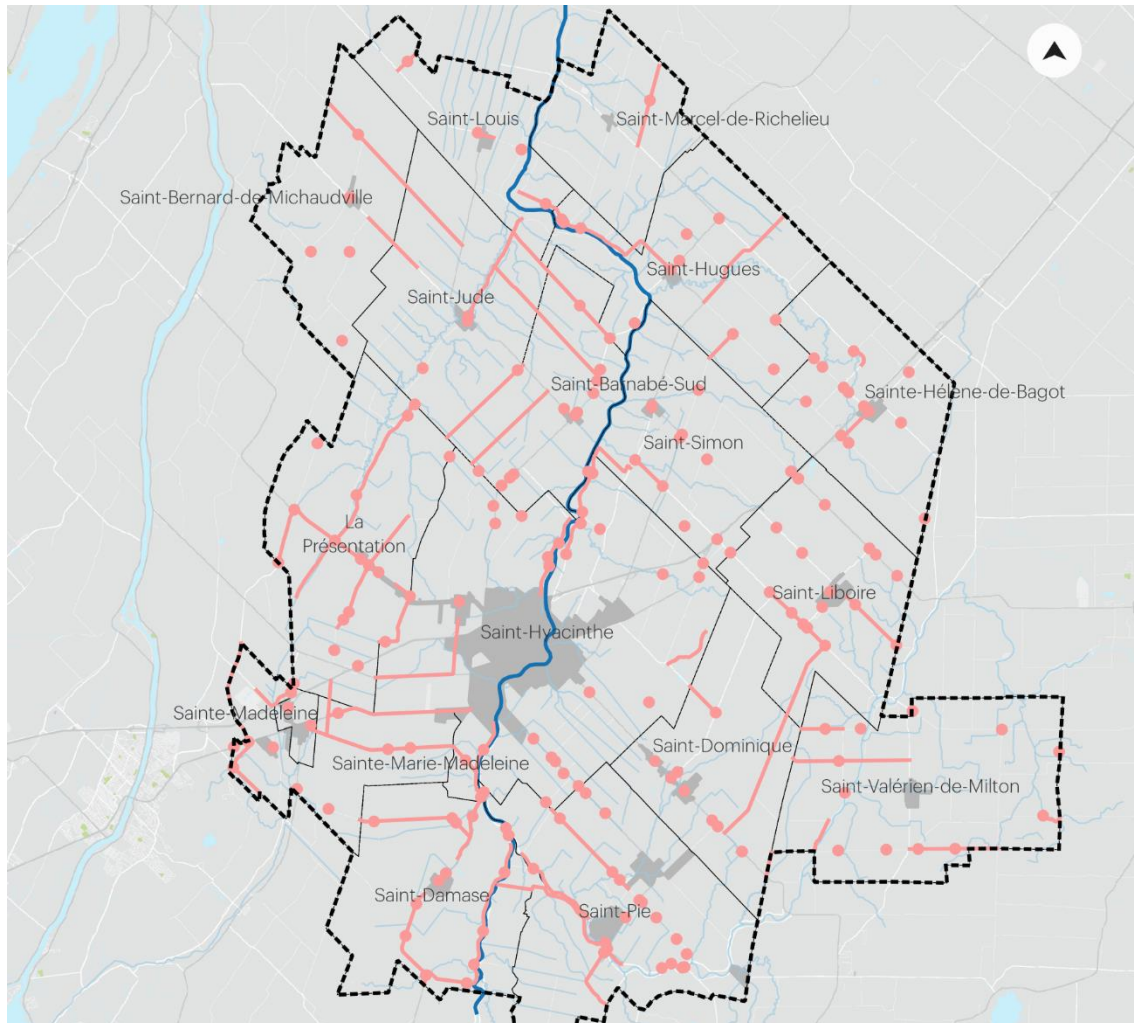 Saint-Louis
Saint-Marcel-de-Richelieu
Saint-Bernard-de-Michaudville
Saint-Hugues
Saint-Jude
Saint-Barnabé-Sud
Sainte-Hélène-de-Bagot
Saint-Simon
La
Présentation
Saint-Liboire
Saint-Hyacinthe
Sainte-Madeleine
Saint-Dominique
Sainte-Marie-Madeleine
Saint-Valérien-de-Milton
Saint-Damase
Saint-Pie